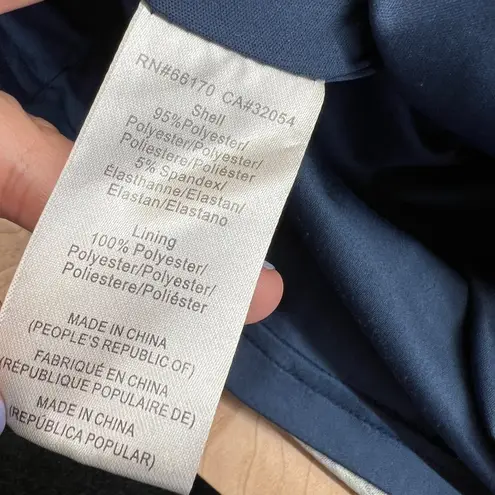 RN#66170 CA#32054
Shell
95%Polyester/
Polyester/Polyester/
Poliestere/Poliéster
5% Spandex/
Élasthanne/Elastan/
Elastan/Elastano
Lining
100% Polyester/
Polyester/Polyester/
Poliestere/Poliéster
MADE IN CHINA
(PEOPLE'S REPUBLIC OF)
FABRIQUÉ EN CHINA
(RÉPUBLIQUE POPULAIRE DE)
MADE IN CHINA
(REPÚBLICA POPULAR)